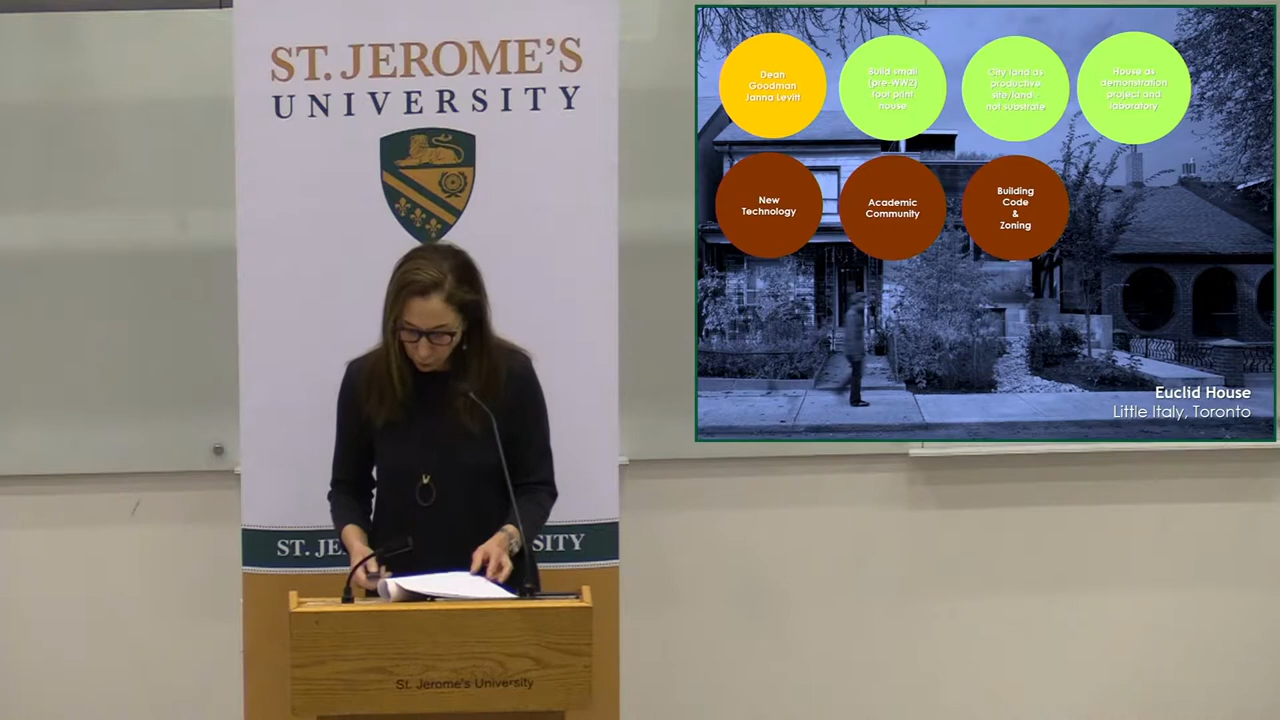 ST. JEROME'S
UNIVERSITY
ST. JE
SITY
St. Jerome's University
Dean
Goodman
Janna Levitt
Build small
(pre-WW2)
foot print
house
City land as
productive
site/land -
not substrate
House as
demonstration
project and
laboratory
New
Technology
Academic
Community
Building
Code
&
Zoning
Euclid House
Little Italy, Toronto